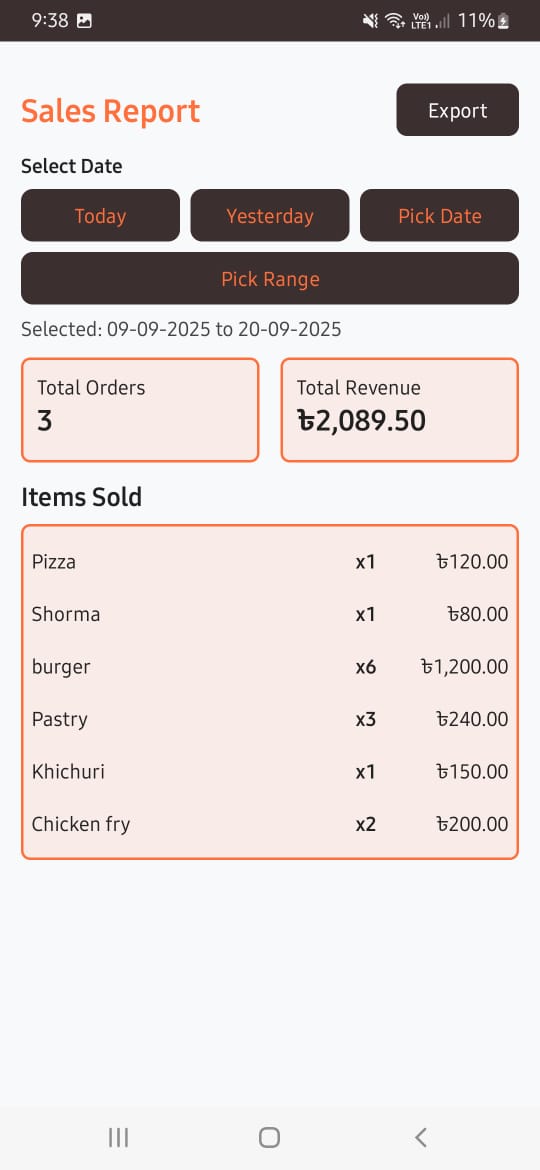 9:38 Vo)) LTE1 11%
Sales Report Export
Select Date
Today Yesterday Pick Date
Pick Range
Selected: 09-09-2025 to 20-09-2025
Total Orders Total Revenue
3 ৳2,089.50
Items Sold
Pizza x1 ৳120.00
Shorma x1 ৳80.00
burger x6 ৳1,200.00
Pastry x3 ৳240.00
Khichuri x1 ৳150.00
Chicken fry x2 ৳200.00